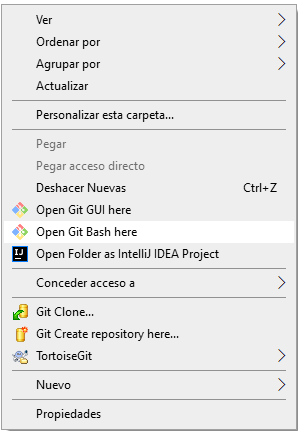 Ver
Ordenar por
Agrupar por
Actualizar
Personalizar esta carpeta...
Pegar
Pegar acceso directo
Deshacer Nuevas Ctrl+Z
Open Git GUI here
Open Git Bash here
IJ Open Folder as IntelliJ IDEA Project
Conceder acceso a
Git Clone...
Git Create repository here...
TortoiseGit
Nuevo
Propiedades